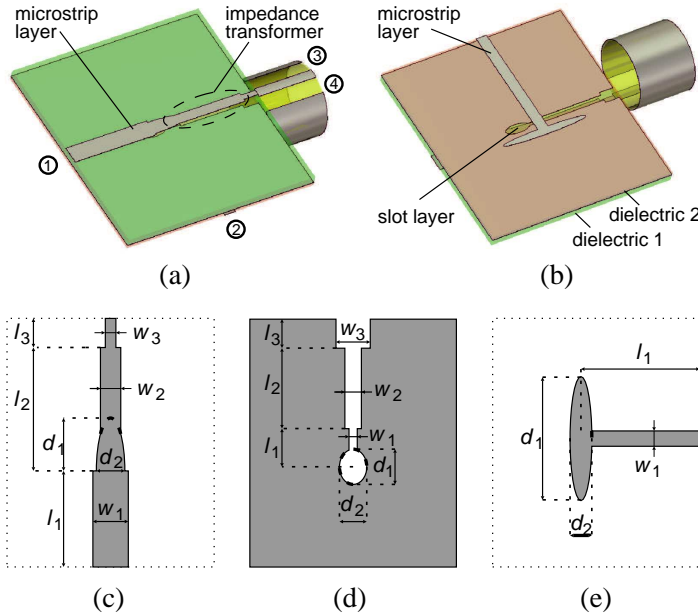 microstrip
layer
impedance
transformer
③
④
①
②
(a)
microstrip
layer
slot layer
dielectric 2
dielectric 1
(b)
l3
w3
l2
w2
d1
d2
l1
w1
(c)
l3
w3
l2
w2
l1
w1
d1
d2
(d)
l1
d1
w1
d2
(e)